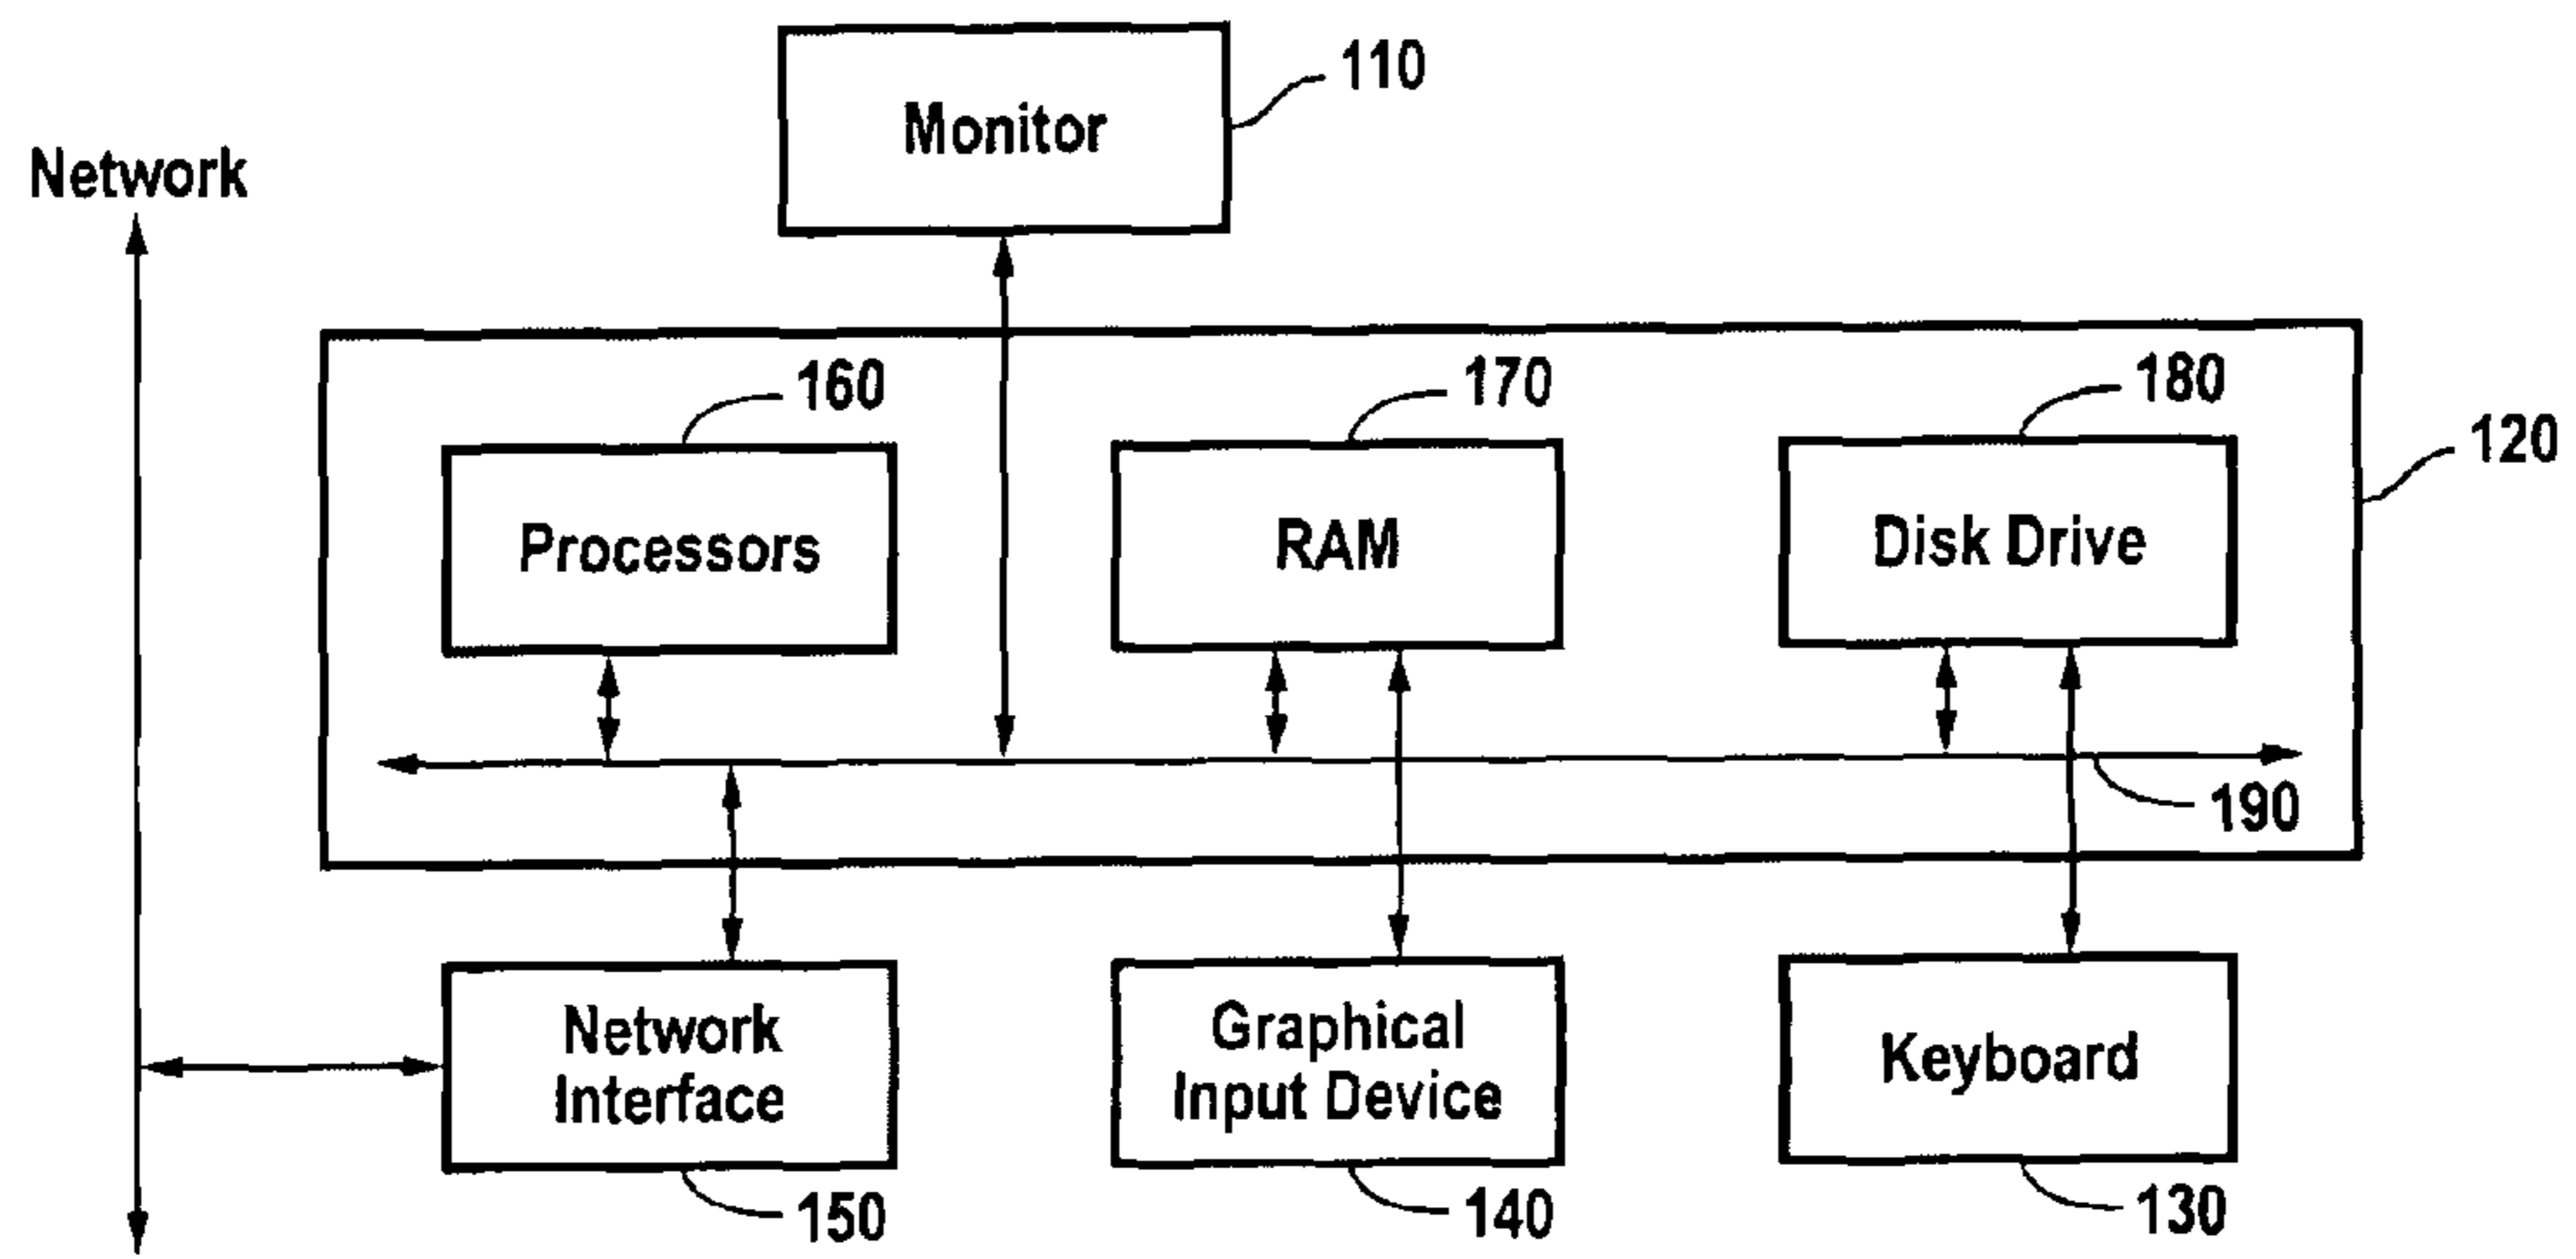 110
Monitor
Network
160
170
180
120
Processors
RAM
Disk Drive
190
Network
Interface
Graphical
Input Device
Keyboard
150
140
130